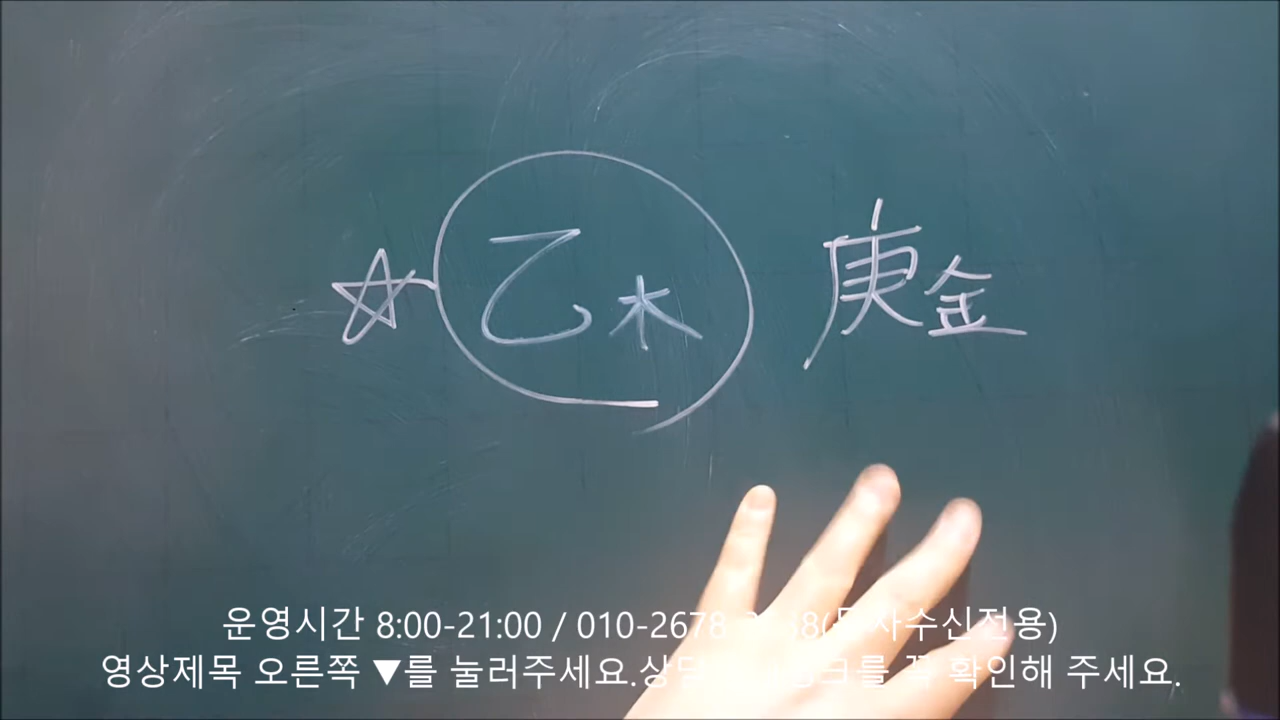 乙木 庚金
운영시간 8:00-21:00 / 010-2678
영상제목 오른쪽 ▼를 눌러주세요. 확인해 주세요.